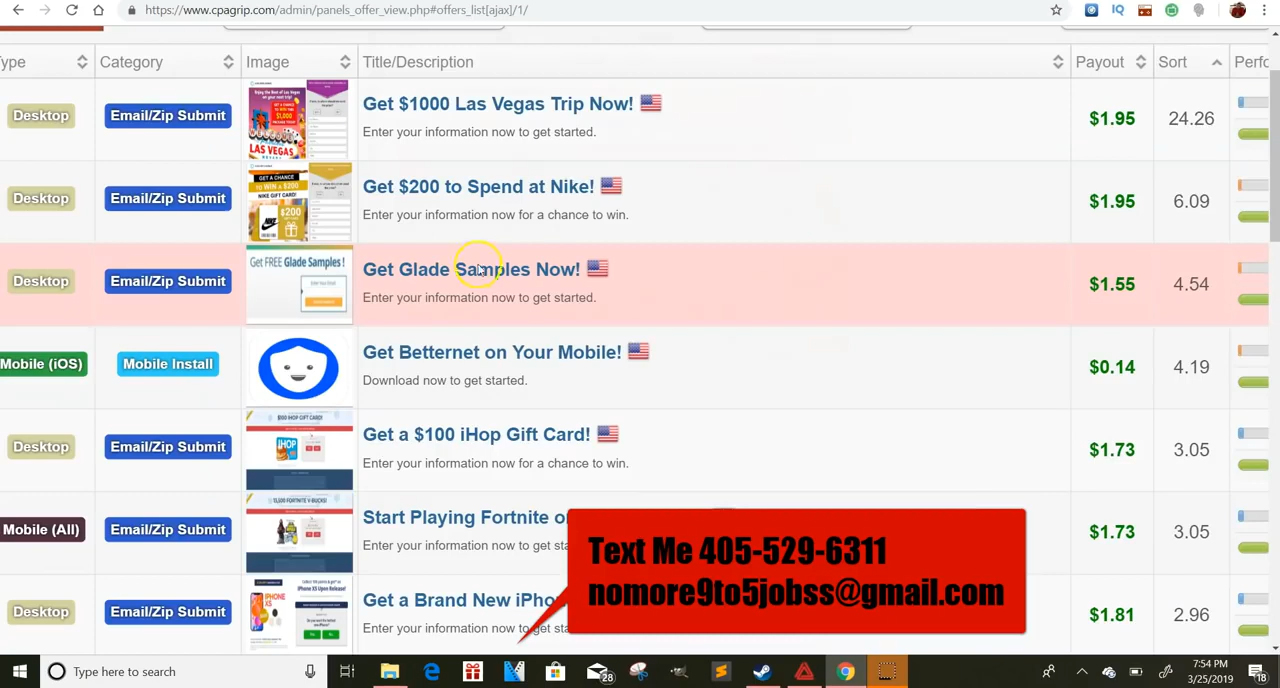 https://www.cpagrip.com/admin/panels_offer_view.php#offers_list[ajax]/1/
ype Category Image Title/Description Payout Sort Perfo
Desktop Email/Zip Submit Get $1000 Las Vegas Trip Now! $1.95 24.26
Enter your information now to get started.
Desktop Email/Zip Submit Get $200 to Spend at Nike! $1.95 6.09
Enter your information now for a chance to win.
Get FREE Glade Samples !
Desktop Email/Zip Submit Get Glade Samples Now! $1.55 4.54
Enter your information now to get started.
Mobile (iOS) Mobile Install Get Betternet on Your Mobile! $0.14 4.19
Download now to get started.
Desktop Email/Zip Submit Get a $100 iHop Gift Card! $1.73 3.05
Enter your information now for a chance to win.
Mobile (All) Email/Zip Submit Start Playing Fortnite o $1.73 3.05
Enter your information now to get sta
Desktop Email/Zip Submit Get a Brand New iPho $1.81 2.96
Enter your information now to get sta
Text Me 405-529-6311
nomore9to5jobss@gmail.com
Type here to search
28
7:54 PM
3/25/2019
18